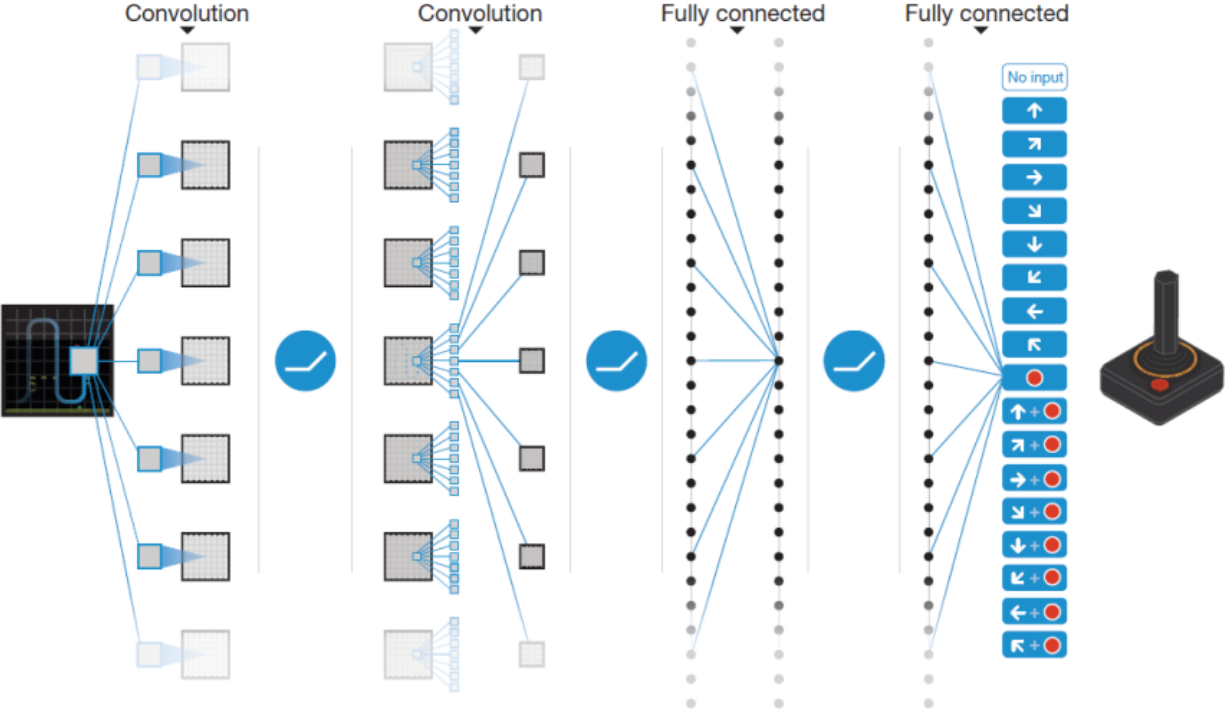 Convolution
Convolution
Fully connected
Fully connected
No input
+
+
+
+
+
+
+
+